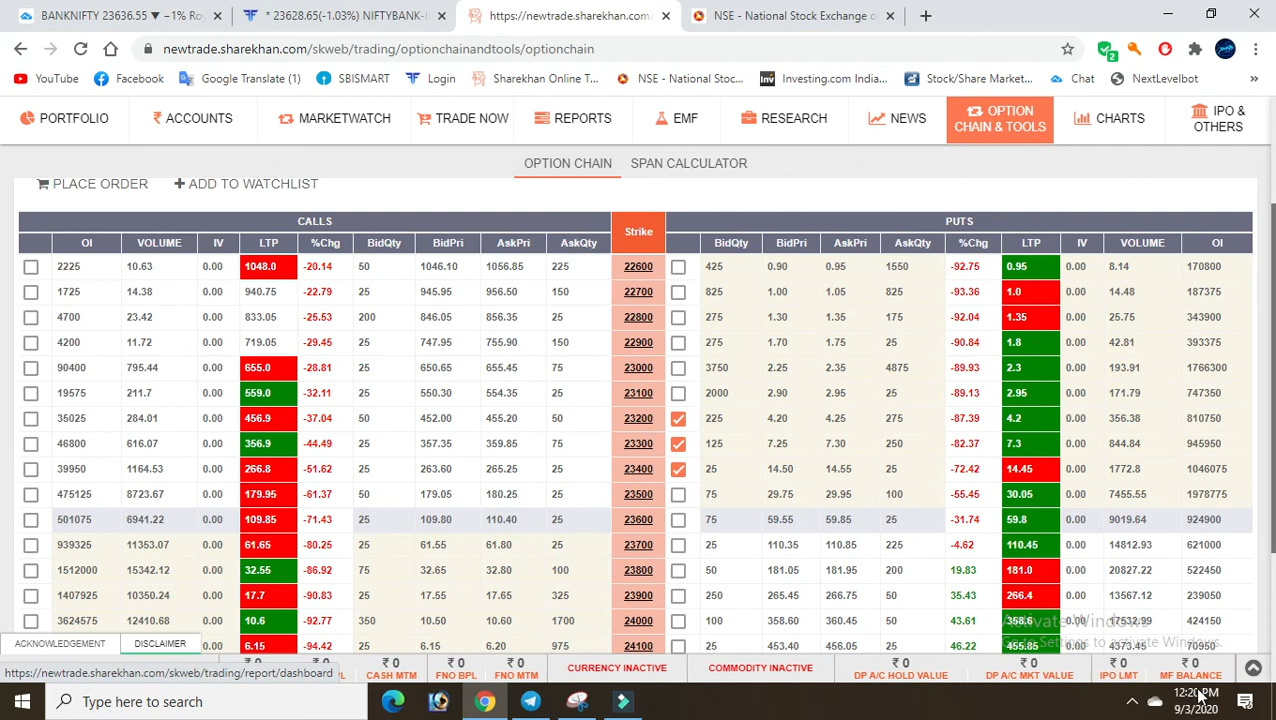 BANKNIFTY 23636.55 ▼ −1% Ro
* 23628.65(-1.03%) NIFTYBANK-I
https://newtrade.sharekhan.com/
NSE - National Stock Exchange o
newtrade.sharekhan.com/skweb/trading/optionchainandtools/optionchain
2
YouTube Facebook Google Translate (1) SBISMART Login Sharekhan Online T... NSE - National Stoc... Investing.com India... Stock/Share Market... Chat NextLevelbot »
PORTFOLIO ₹ ACCOUNTS MARKETWATCH TRADE NOW REPORTS EMF RESEARCH NEWS OPTION CHAIN & TOOLS CHARTS IPO & OTHERS
OPTION CHAIN SPAN CALCULATOR
PLACE ORDER + ADD TO WATCHLIST
CALLS Strike PUTS
OI VOLUME IV LTP %Chg BidQty BidPri AskPri AskQty BidQty BidPri AskPri AskQty %Chg LTP IV VOLUME OI
2225 10.63 0.00 1048.0 -20.14 50 1046.10 1056.85 225 22600 425 0.90 0.95 1550 -92.75 0.95 0.00 8.14 170800
1725 14.38 0.00 940.75 -22.79 25 945.95 956.50 150 22700 825 1.00 1.05 825 -93.36 1.0 0.00 14.48 187375
4700 23.42 0.00 833.05 -25.53 200 846.05 856.35 25 22800 275 1.30 1.35 175 -92.04 1.35 0.00 25.75 343900
4200 11.72 0.00 719.05 -29.45 25 747.95 755.90 150 22900 275 1.70 1.75 25 -90.84 1.8 0.00 42.81 393375
90400 795.44 0.00 655.0 -28.81 25 650.65 655.45 75 23000 3750 2.25 2.35 4875 -89.93 2.3 0.00 193.91 1766300
19575 211.7 0.00 559.0 -32.11 25 550.30 554.35 25 23100 2000 2.90 2.95 25 -89.13 2.95 0.00 171.79 747350
35025 284.01 0.00 456.9 -37.04 50 452.00 455.20 50 23200 225 4.20 4.20 275 -87.39 4.2 0.00 356.38 810750
46800 616.07 0.00 356.9 -44.49 25 357.35 359.85 75 23300 125 7.25 7.30 250 -82.37 7.3 0.00 844.84 945950
39950 1164.53 0.00 266.8 -51.62 25 263.60 265.25 25 23400 25 14.50 14.55 25 -72.42 14.45 0.00 1772.8 1046075
475125 8723.67 0.00 179.95 -61.37 50 179.05 180.25 25 23500 75 29.75 29.95 100 -55.45 30.05 0.00 7455.55 1978775
501075 6941.22 0.00 109.85 -71.43 25 109.80 110.40 25 23600 75 59.55 59.85 25 -31.74 59.8 0.00 9019.64 924900
939325 11353.07 0.00 61.65 -80.25 25 61.55 61.80 25 23700 25 110.35 110.85 225 -4.62 110.45 0.00 14812.93 621000
1512000 15342.12 0.00 32.55 -86.92 75 32.65 32.80 100 23800 50 181.05 181.95 200 19.83 181.0 0.00 20827.22 522450
1407925 10350.24 0.00 17.7 -90.83 25 17.55 17.65 325 23900 250 265.45 266.75 50 35.43 266.4 0.00 13567.12 239050
3624575 12410.68 0.00 10.6 -92.77 350 10.50 10.60 1700 24000 100 358.60 360.45 50 43.61 358.6 0.00 17532.99 211350
6.15 -94.42 25 6.15 6.20 975 24100 50 453.40 456.05 25 46.22 455.85 0.00 4373.45 70950
Activate Windows
Go to Settings to activate Windows.
ACKNOWLEDGEMENT DISCLAIMER
₹ 0 ₹ 0 ₹ 0 ₹ 0 ₹ 0 ₹ 0 ₹ 0
CASH MTM FNO BPL FNO MTM CURRENCY INACTIVE COMMODITY INACTIVE DP A/C HOLD VALUE DP A/C MKT VALUE IPO LMT MF BALANCE
https://newtrade.sharekhan.com/skweb/trading/report/dashboard
Type here to search
12:20 PM
9/3/2020